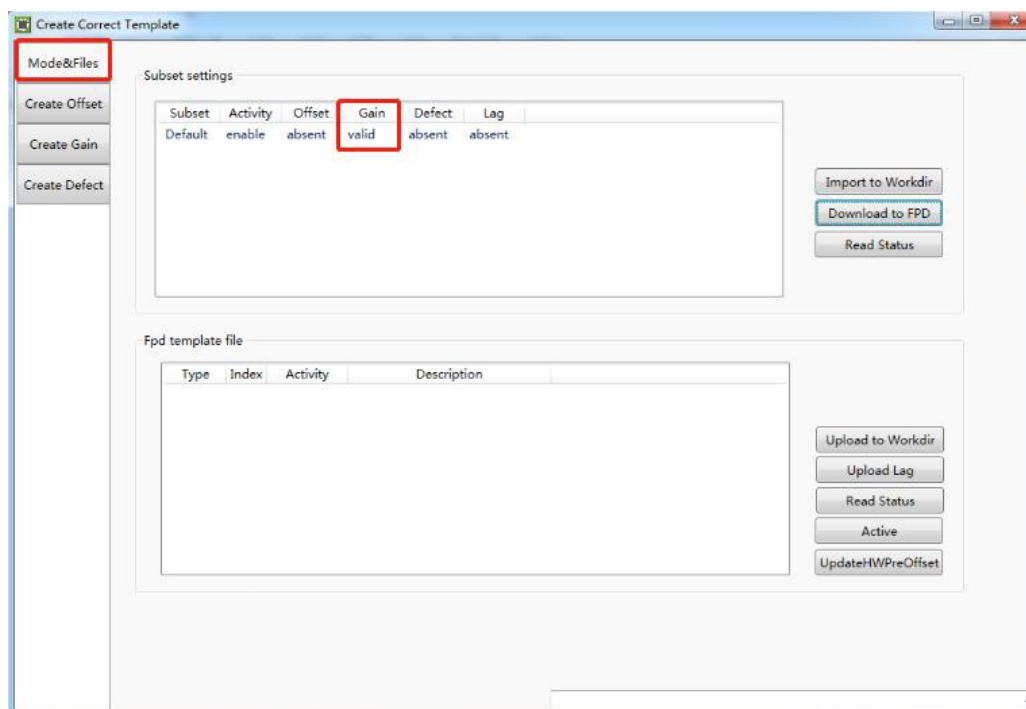 Create Correct Template
Mode&Files
Create Offset
Create Gain
Create Defect
Subset settings
Subset Activity Offset Gain Defect Lag
Default enable absent valid absent absent
Import to Workdir
Download to FPD
Read Status
Fpd template file
Type Index Activity Description
Upload to Workdir
Upload Lag
Read Status
Active
UpdateHWPreOffset